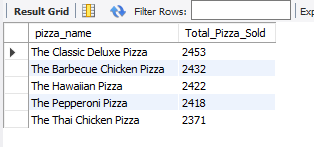 Result Grid Filter Rows: Exp
pizza_name Total_Pizza_Sold
The Classic Deluxe Pizza 2453
The Barbecue Chicken Pizza 2432
The Hawaiian Pizza 2422
The Pepperoni Pizza 2418
The Thai Chicken Pizza 2371